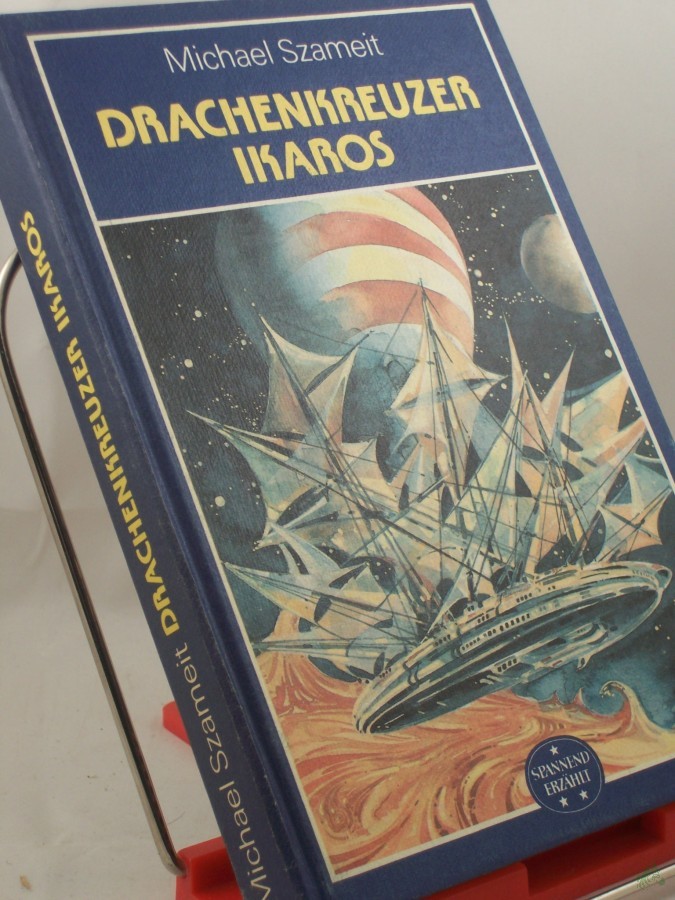 Michael Szameit
DRACHENKREUZER
IKAROS
Michael Szameit DRACHENKREUZER IKAROS
SPANNEND
ERZÄHLT